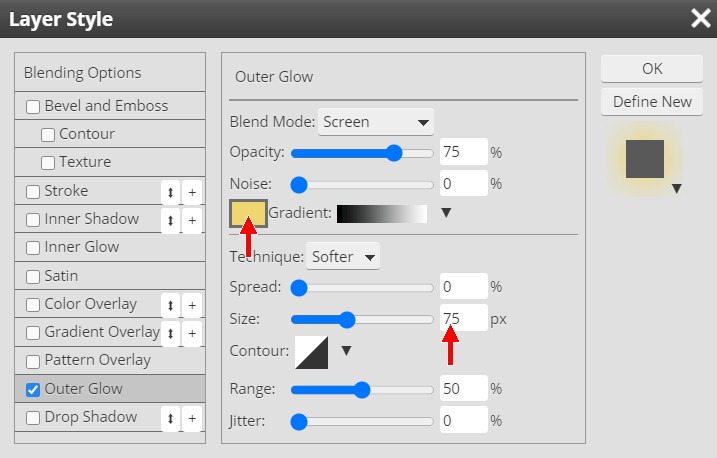 Layer Style
Blending Options
Bevel and Emboss
Contour
Texture
Stroke +
Inner Shadow +
Inner Glow
Satin
Color Overlay +
Gradient Overlay +
Pattern Overlay
Outer Glow
Drop Shadow +
Outer Glow
Blend Mode: Screen
Opacity: 75 %
Noise: 0 %
Gradient:
Technique: Softer
Spread: 0 %
Size: 75 px
Contour:
Range: 50 %
Jitter: 0 %
OK
Define New